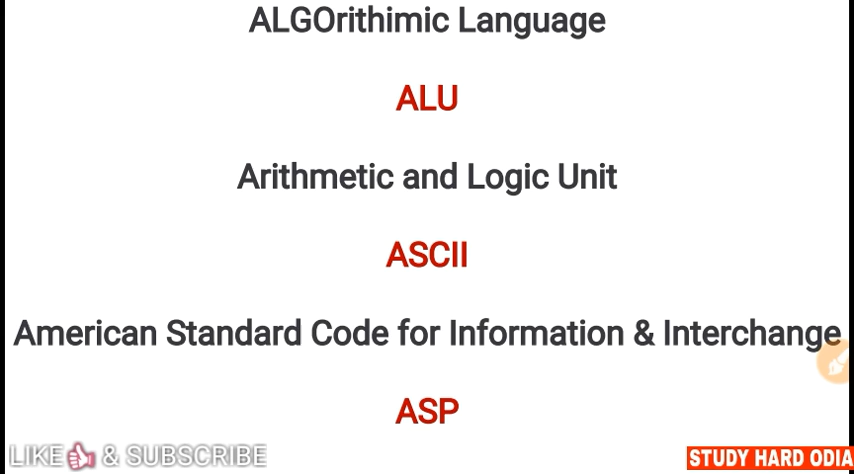 ALGOrithimic Language
ALU
Arithmetic and Logic Unit
ASCII
American Standard Code for Information & Interchange
ASP
LIKE & SUBSCRIBE
STUDY HARD ODIA